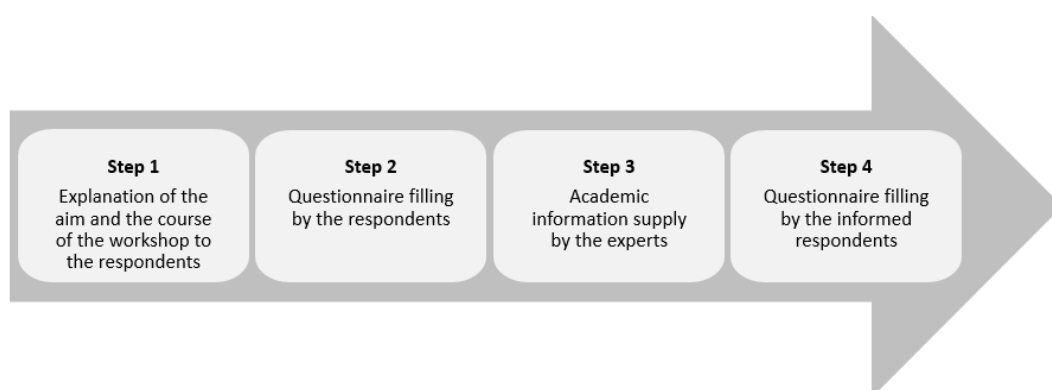 Step 1
Explanation of the
aim and the course
of the workshop to
the respondents
Step 2
Questionnaire filling
by the respondents
Step 3
Academic
information supply
by the experts
Step 4
Questionnaire filling
by the informed
respondents